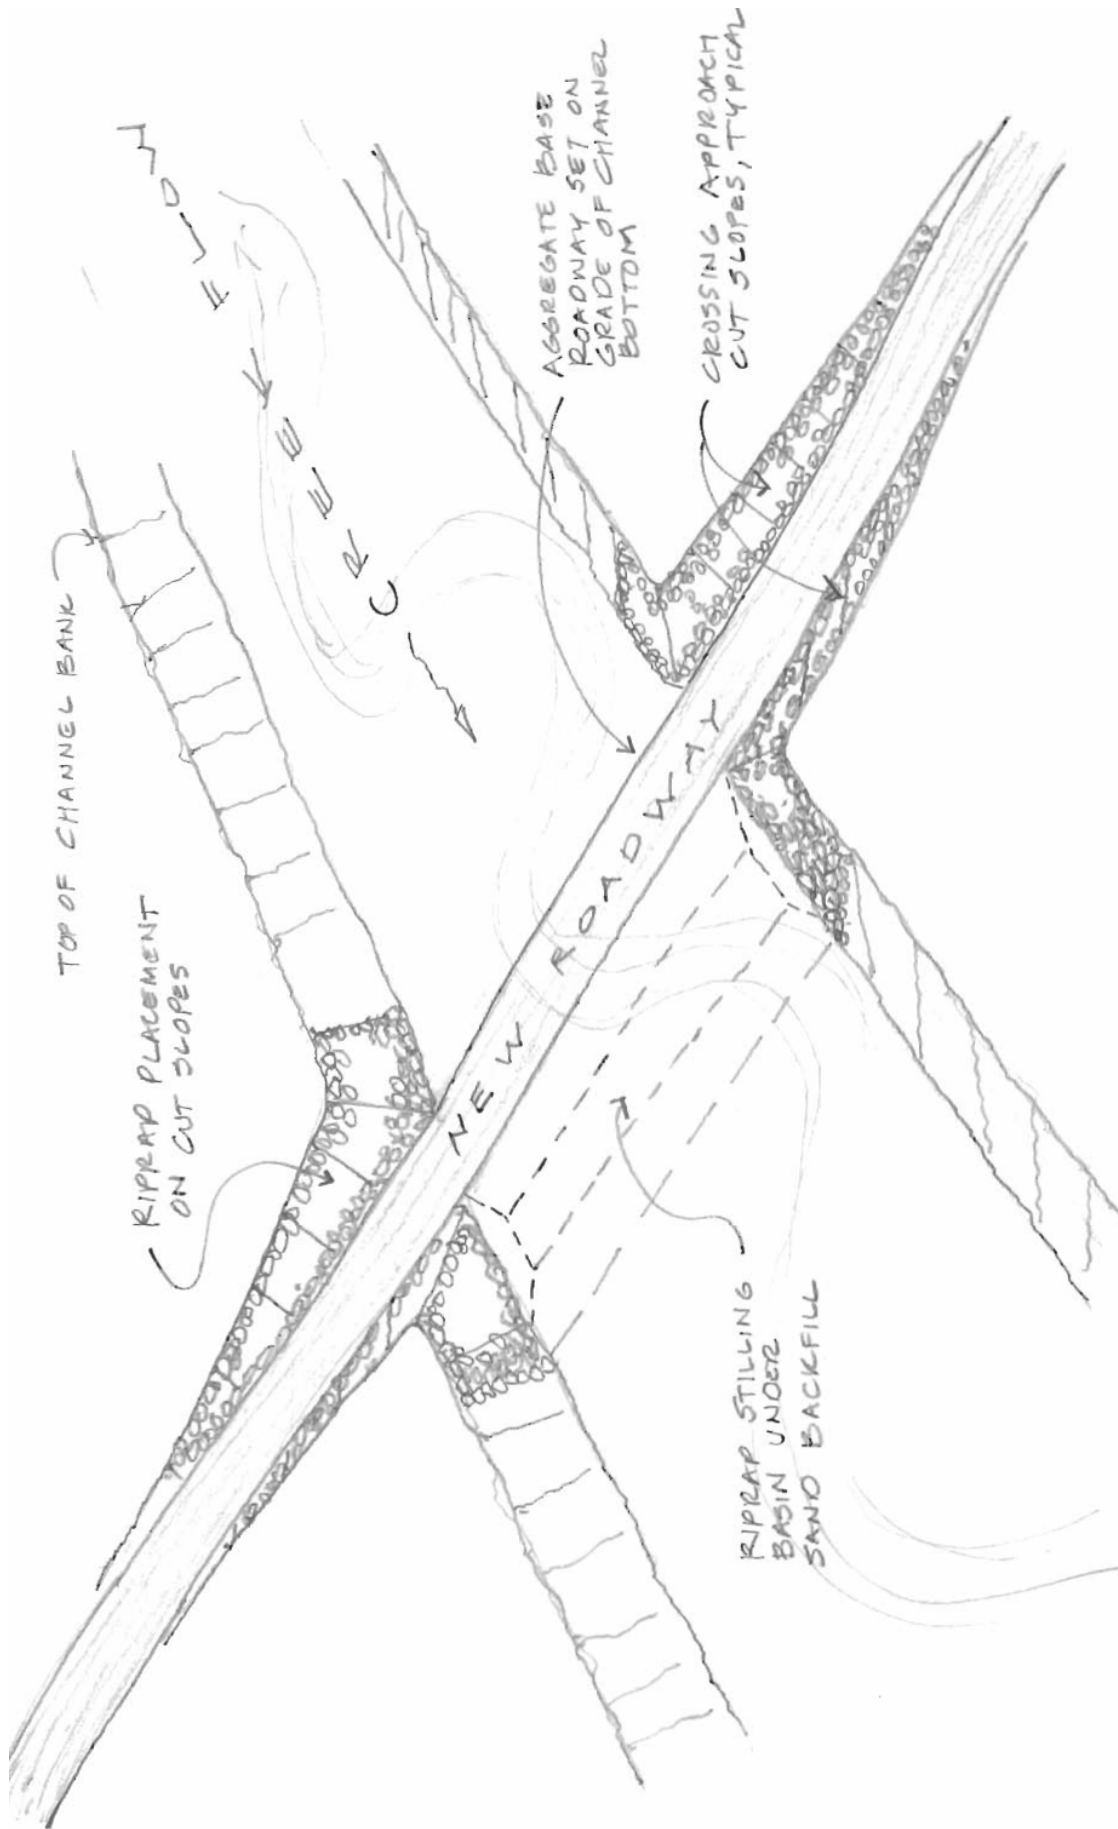 TOP OF CHANNEL BANK
RIPRAP PLACEMENT
ON CUT SLOPES
CREEK FLOW
NEW ROADWAY
AGGREGATE BASE
ROADWAY SET ON
GRADE OF CHANNEL
BOTTOM
CROSSING APPROACH
CUT SLOPES, TYPICAL
RIPRAP STILLING
BASIN UNDER
SAND BACKFILL